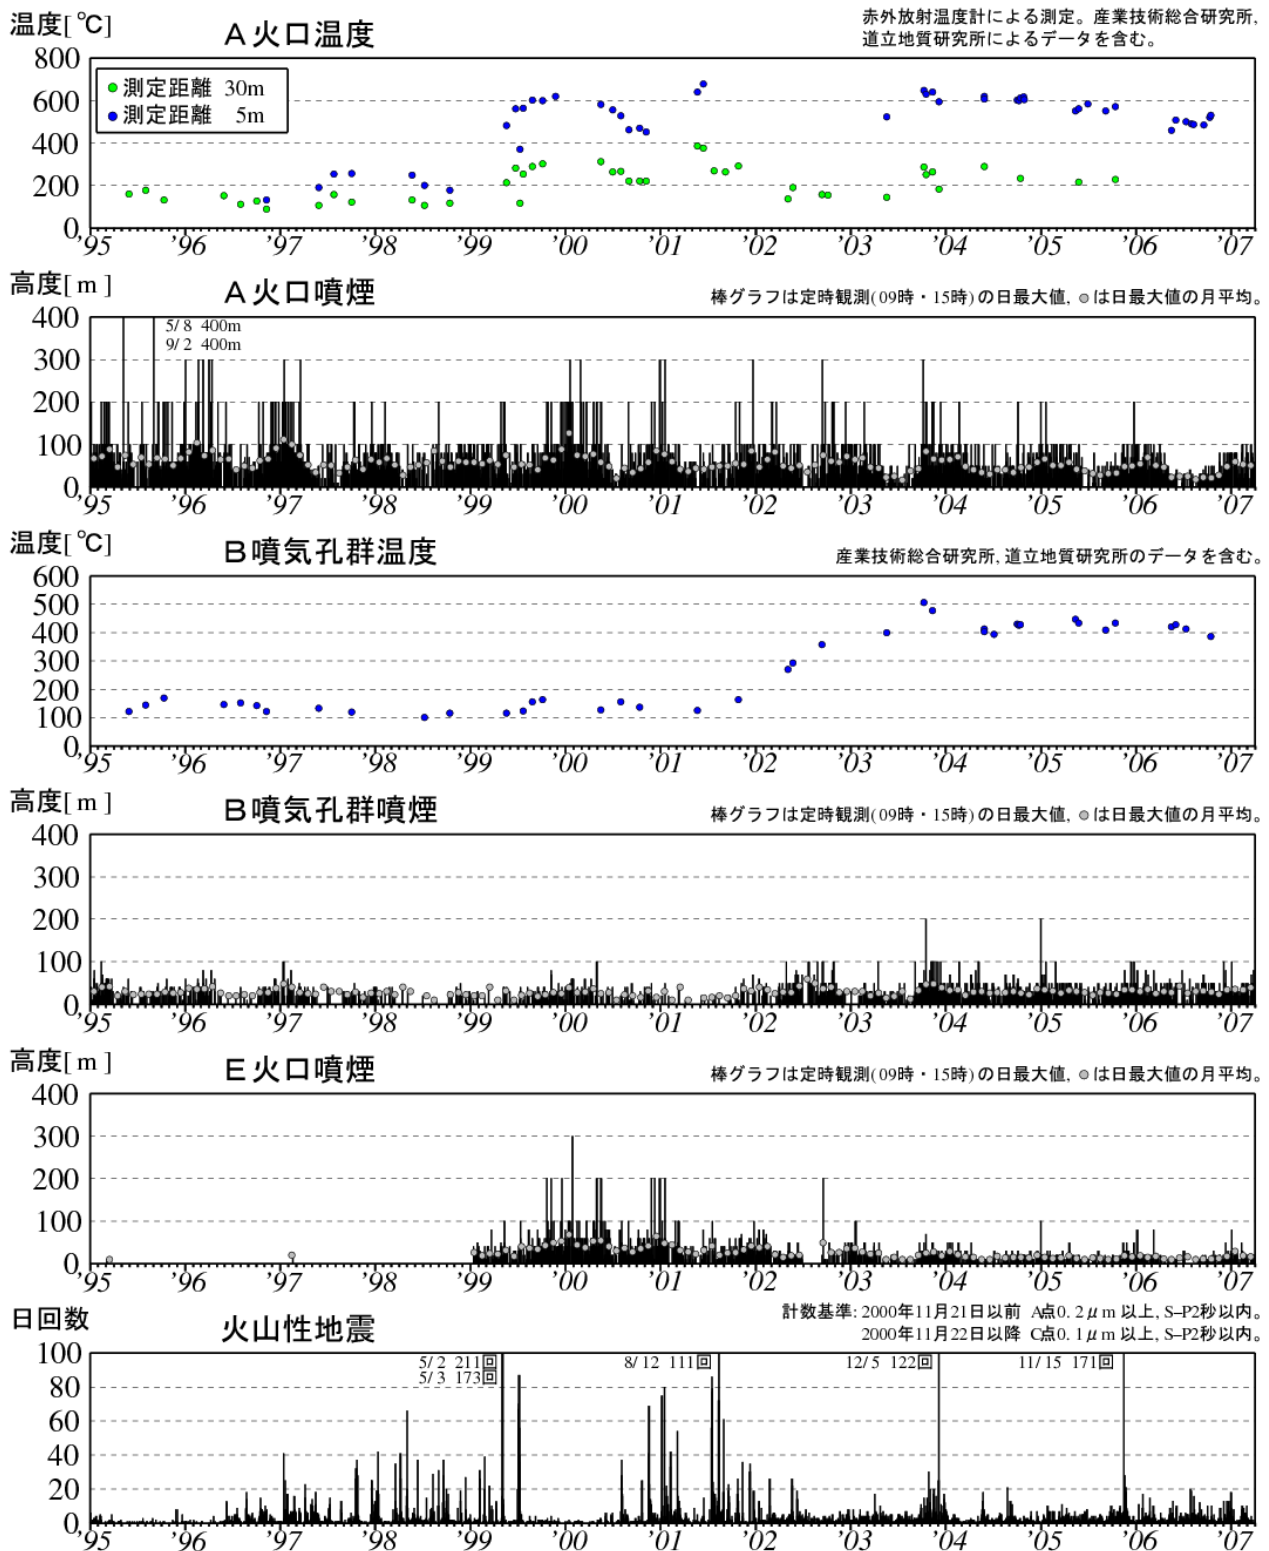 温度[℃]
A火口温度
赤外放射温度計による測定。産業技術総合研究所,
道立地質研究所によるデータを含む。
800
600
400
200
0
測定距離 30m
測定距離 5m
'95 '96 '97 '98 '99 '00 '01 '02 '03 '04 '05 '06 '07
高度[m]
A火口噴煙
棒グラフは定時観測(09時・15時)の日最大値, ○は日最大値の月平均。
400
300
200
100
0
5/8 400m
9/2 400m
'95 '96 '97 '98 '99 '00 '01 '02 '03 '04 '05 '06 '07
温度[℃]
B噴気孔群温度
産業技術総合研究所, 道立地質研究所のデータを含む。
600
500
400
300
200
100
0
'95 '96 '97 '98 '99 '00 '01 '02 '03 '04 '05 '06 '07
高度[m]
B噴気孔群噴煙
棒グラフは定時観測(09時・15時)の日最大値, ○は日最大値の月平均。
400
300
200
100
0
'95 '96 '97 '98 '99 '00 '01 '02 '03 '04 '05 '06 '07
高度[m]
E火口噴煙
棒グラフは定時観測(09時・15時)の日最大値, ○は日最大値の月平均。
400
300
200
100
0
'95 '96 '97 '98 '99 '00 '01 '02 '03 '04 '05 '06 '07
日回数
火山性地震
計数基準: 2000年11月21日以前 A点0.2μm以上, S–P2秒以内。
2000年11月22日以降 C点0.1μm以上, S–P2秒以内。
100
80
60
40
20
0
5/2 211回
5/3 173回
8/12 111回
12/5 122回
11/15 171回
'95 '96 '97 '98 '99 '00 '01 '02 '03 '04 '05 '06 '07